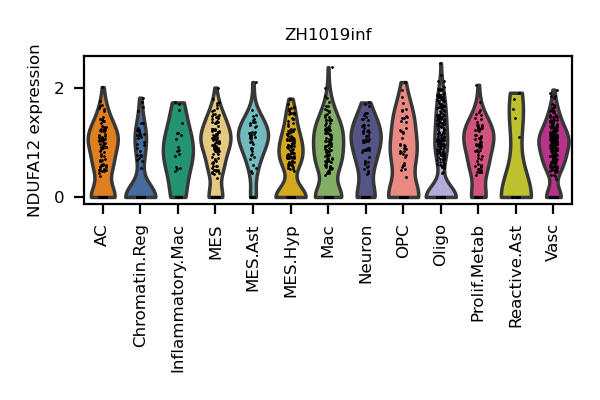 ZH1019inf
NDUFA12 expression
2
0
AC
Chromatin.Reg
Inflammatory.Mac
MES
MES.Ast
MES.Hyp
Mac
Neuron
OPC
Oligo
Prolif.Metab
Reactive.Ast
Vasc